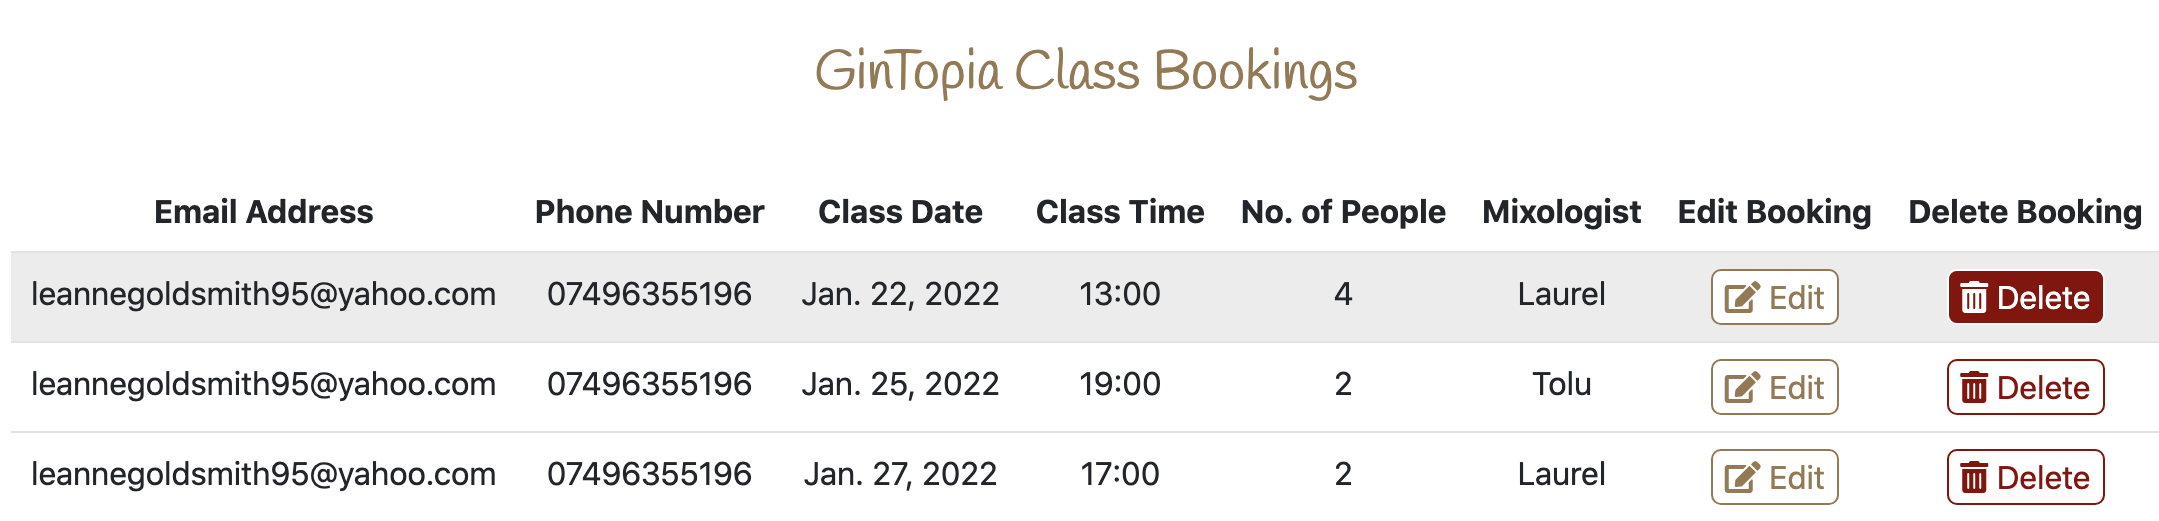 GinTopia Class Bookings
Email Address Phone Number Class Date Class Time No. of People Mixologist Edit Booking Delete Booking
leannegoldsmith95@yahoo.com 07496355196 Jan. 22, 2022 13:00 4 Laurel Edit Delete
leannegoldsmith95@yahoo.com 07496355196 Jan. 25, 2022 19:00 2 Tolu Edit Delete
leannegoldsmith95@yahoo.com 07496355196 Jan. 27, 2022 17:00 2 Laurel Edit Delete